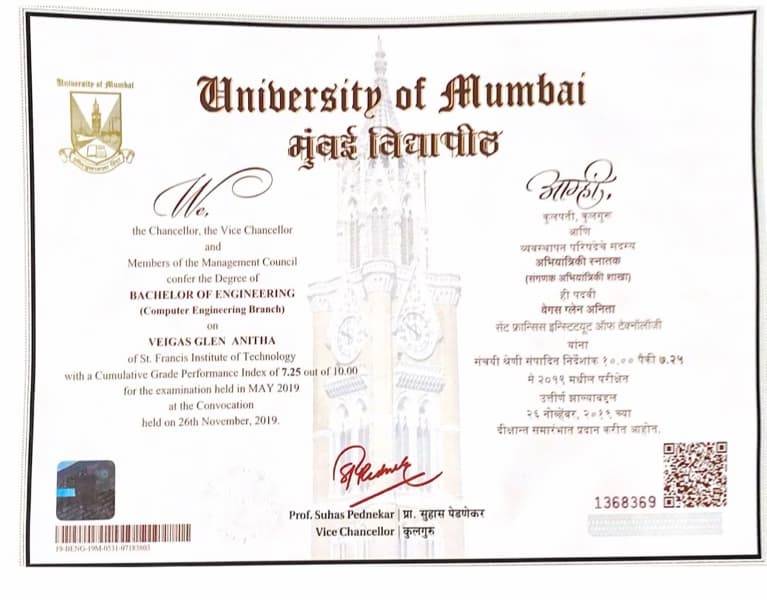 University of Mumbai
University of Mumbai
मुंबई विद्यापीठ
We,
the Chancellor, the Vice Chancellor
and
Members of the Management Council
confer the Degree of
BACHELOR OF ENGINEERING
(Computer Engineering Branch)
on
VEIGAS GLEN ANITHA
of St. Francis Institute of Technology
with a Cumulative Grade Performance Index of 7.25 out of 10.00
for the examination held in MAY 2019
at the Convocation
held on 26th November, 2019.
आम्ही,
कुलपती, कुलगुरू
आणि
व्यवस्थापन परिषदेचे सदस्य
अभियांत्रिकी स्नातक
(संगणक अभियांत्रिकी शाखा)
ही पदवी
वेगस ग्लेन अनिता
सेंट फ्रान्सिस इन्स्टिट्यूट ऑफ टेक्नॉलॉजी
यांना
संचयी श्रेणी संपादित निर्देशांक १०.०० पैकी ७.२५
मे २०१९ मधील परीक्षेत
उत्तीर्ण झाल्याबद्दल
२६ नोव्हेंबर, २०१९ च्या
दीक्षान्त समारंभात प्रदान करीत आहोत.
Prof. Suhas Pednekar | प्रा. सुहास पेडणेकर
Vice Chancellor | कुलगुरू
1368369